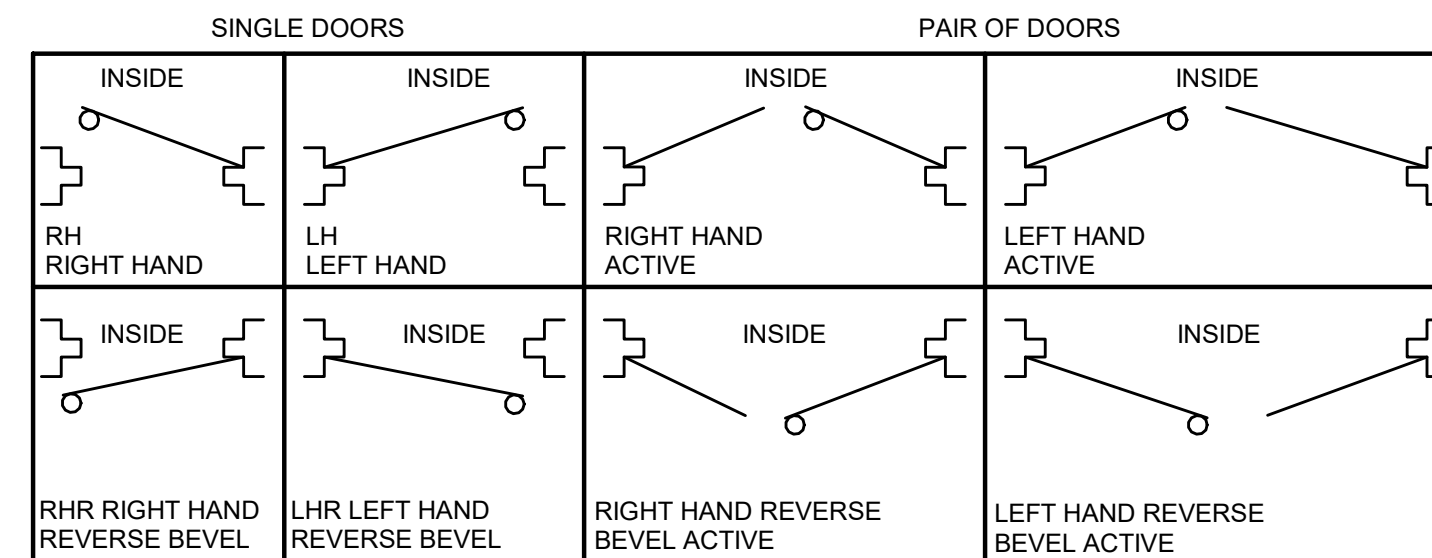 SINGLE DOORS
PAIR OF DOORS
INSIDE
INSIDE
INSIDE
INSIDE
RH
RIGHT HAND
LH
LEFT HAND
RIGHT HAND
ACTIVE
LEFT HAND
ACTIVE
INSIDE
INSIDE
INSIDE
INSIDE
RHR RIGHT HAND
REVERSE BEVEL
LHR LEFT HAND
REVERSE BEVEL
RIGHT HAND REVERSE
BEVEL ACTIVE
LEFT HAND REVERSE
BEVEL ACTIVE